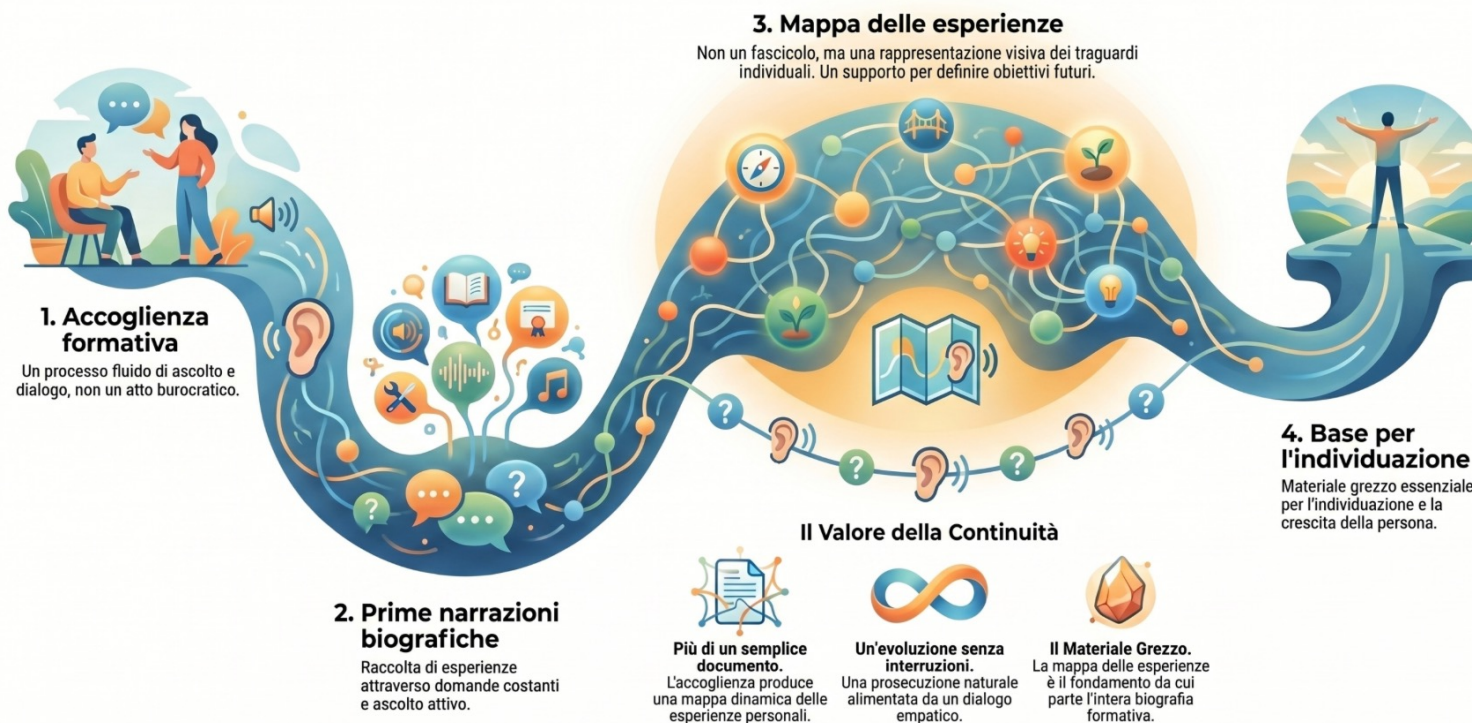 1. Accoglienza
formativa
Un processo fluido di ascolto e
dialogo, non un atto burocratico.
2. Prime narrazioni
biografiche
Raccolta di esperienze
attraverso domande costanti
e ascolto attivo.
3. Mappa delle esperienze
Non un fascicolo, ma una rappresentazione visiva dei traguardi
individuali. Un supporto per definire obiettivi futuri.
4. Base per
l'individuazione
Materiale grezzo essenziale
per l'individuazione e la
crescita della persona.
Il Valore della Continuità
Più di un semplice
documento.
L'accoglienza produce
una mappa dinamica delle
esperienze personali.
Un'evoluzione senza
interruzioni.
Una prosecuzione naturale
alimentata da un dialogo
empatico.
Il Materiale Grezzo.
La mappa delle esperienze
è il fondamento da cui
parte l'intera biografia
formativa.